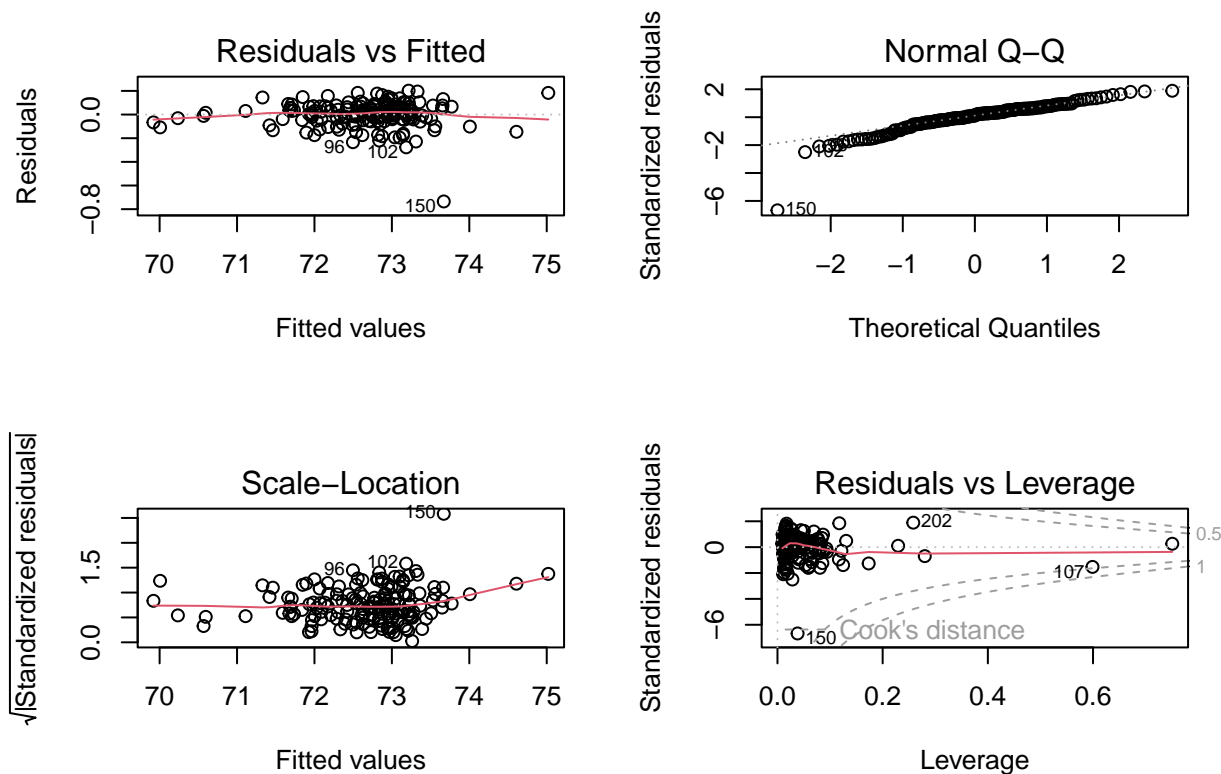 Residuals vs Fitted
Residuals
0.0
−0.8
96
102
150
70 71 72 73 74 75
Fitted values
Normal Q−Q
Standardized residuals
2
−2
−6
102
150
−2 −1 0 1 2
Theoretical Quantiles
Scale−Location
√|Standardized residuals|
1.5
0.0
150
102
96
70 71 72 73 74 75
Fitted values
Residuals vs Leverage
Standardized residuals
0
−6
202
107
150
Cook's distance
0.5
1
0.0 0.2 0.4 0.6
Leverage